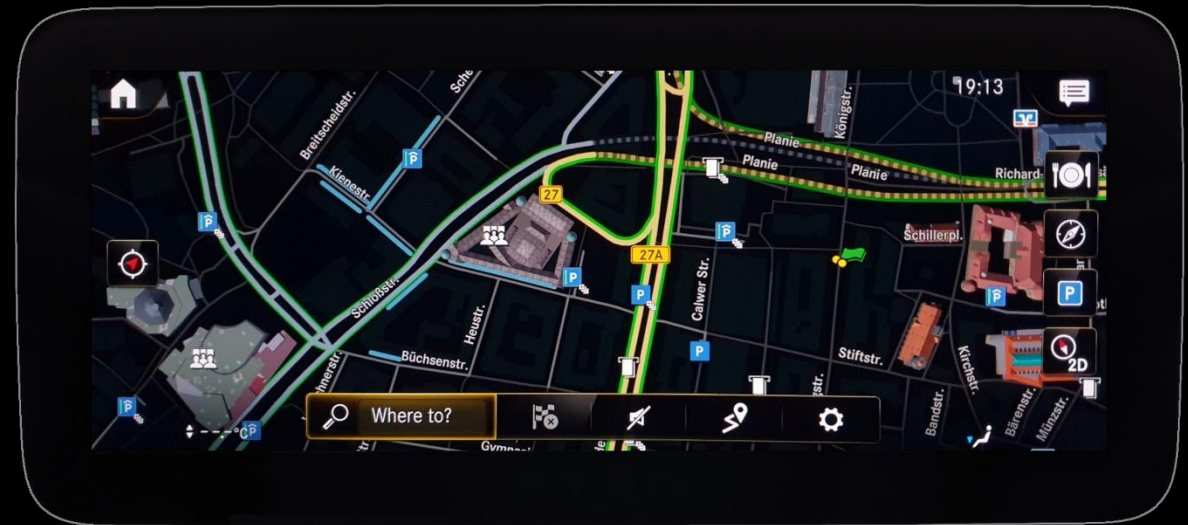 19:13
Breitscheidstr.
Kienestr.
Königstr.
Planie
Planie
Planie
Richard-
27
27A
Schillerpl.
Schloßstr.
Heustr.
Calwer Str.
Büchsenstr.
Stiftstr.
Kirchstr.
Bandstr.
Bärenstr.
Münzstr.
P
P
P
P
P
P
P
P
P
P
2D
Where to?